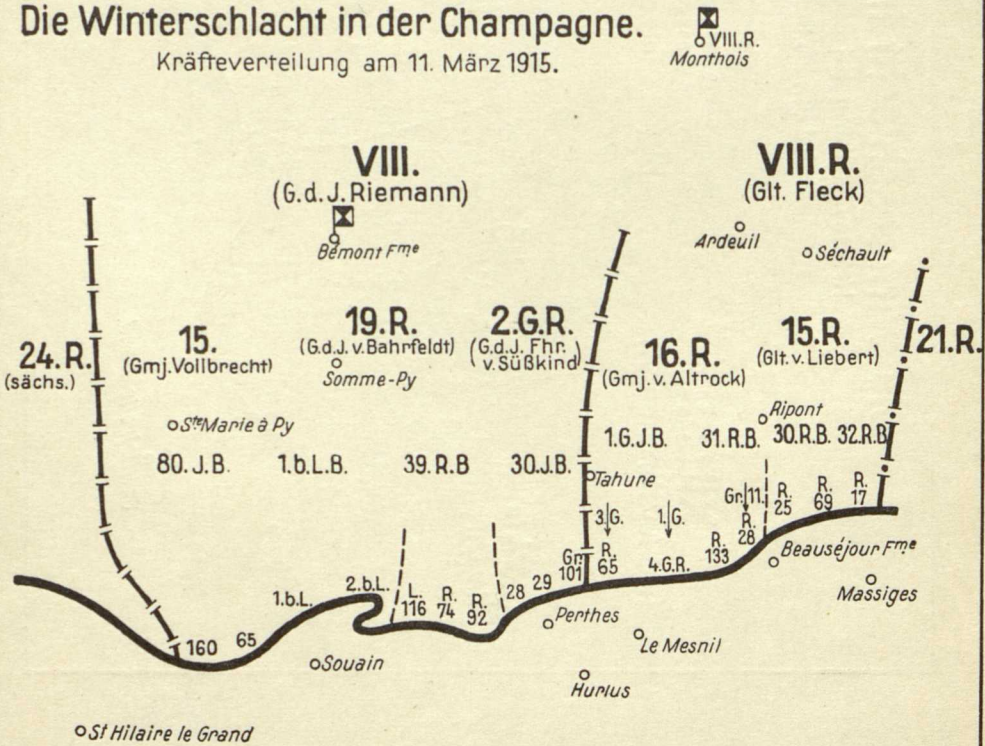 Die Winterschlacht in der Champagne.
Kräfteverteilung am 11. März 1915.
VIII.R.
Monthois
VIII.
(G.d.J. Riemann)
Bémont Fme
VIII.R.
(Glt. Fleck)
Ardeuil
Séchault
24.R.
(sächs.)
15.
(Gmj. Vollbrecht)
19.R.
(G.d.J. v. Bahrfeldt)
Somme-Py
2.G.R.
(G.d.J. Fhr.
v. Süßkind)
16.R.
(Gmj. v. Altrock)
15.R.
(Glt. v. Liebert)
21.R.
Ste Marie à Py
Ripont
80.J.B.
1.b.L.B.
39.R.B
30.J.B.
1.G.J.B.
31.R.B.
30.R.B.
32.R.B.
Tahure
3. G.
1. G.
Gr. 11.
R.
25
R.
69
R.
17
R.
28
R.
133
4.G.R.
R.
65
Gr.
101
29
28
R.
92
R.
74
L.
116
2.b.L.
1.b.L.
65
160
Beauséjour Fme
Massiges
Perthes
Le Mesnil
Souain
Hurlus
St Hilaire le Grand